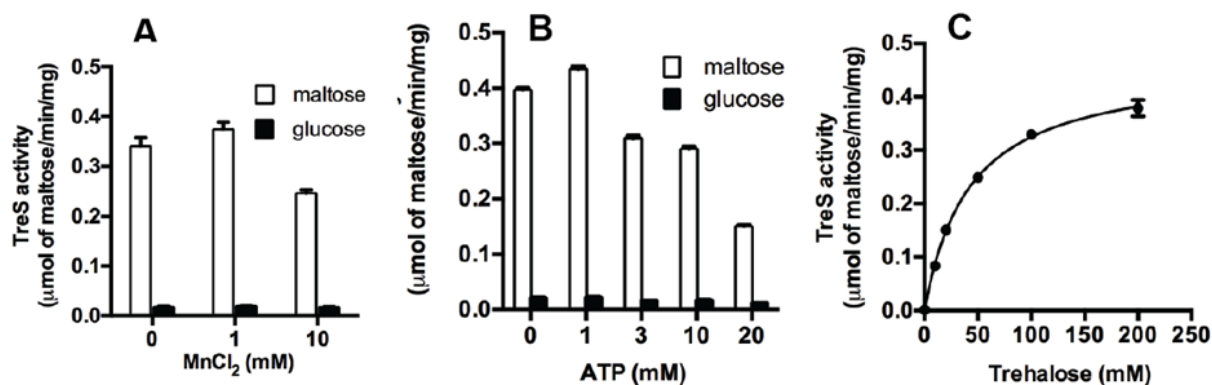 A
TreS activity
(μmol of maltose/min/mg)
0.5
0.4
0.3
0.2
0.1
0.0
maltose
glucose
0 1 10
MnCl2 (mM)
B
(μmol of maltose/min/mg)
0.5
0.4
0.3
0.2
0.1
0.0
maltose
glucose
0 1 3 10 20
ATP (mM)
C
TreS activity
(μmol of maltose/min/mg)
0.5
0.4
0.3
0.2
0.1
0.0
0 50 100 150 200 250
Trehalose (mM)